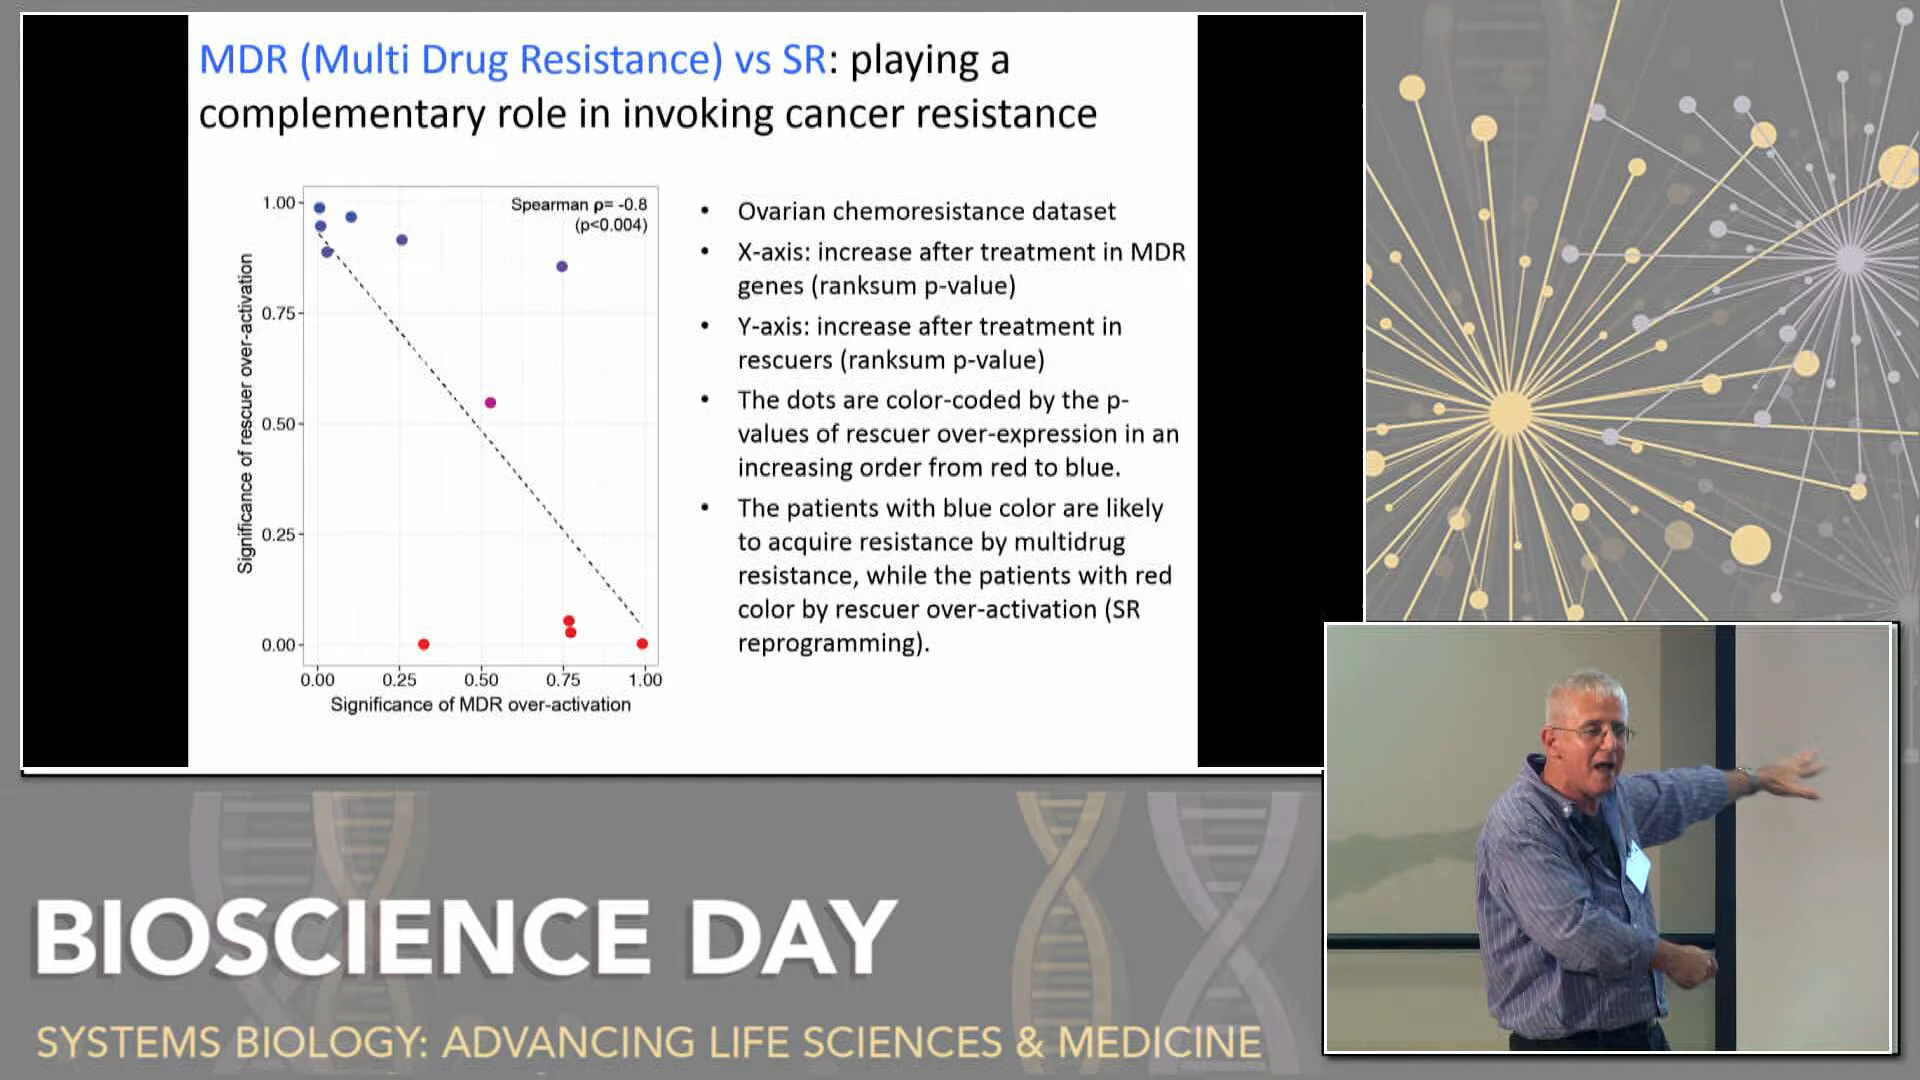 MDR (Multi Drug Resistance) vs SR: playing a
complementary role in invoking cancer resistance
Significance of rescuer over-activation
1.00
0.75
0.50
0.25
0.00
Spearman ρ= -0.8
(p<0.004)
0.00 0.25 0.50 0.75 1.00
Significance of MDR over-activation
• Ovarian chemoresistance dataset
• X-axis: increase after treatment in MDR
genes (ranksum p-value)
• Y-axis: increase after treatment in
rescuers (ranksum p-value)
• The dots are color-coded by the p-
values of rescuer over-expression in an
increasing order from red to blue.
• The patients with blue color are likely
to acquire resistance by multidrug
resistance, while the patients with red
color by rescuer over-activation (SR
reprogramming).
BIOSCIENCE DAY
SYSTEMS BIOLOGY: ADVANCING LIFE SCIENCES & MEDICINE